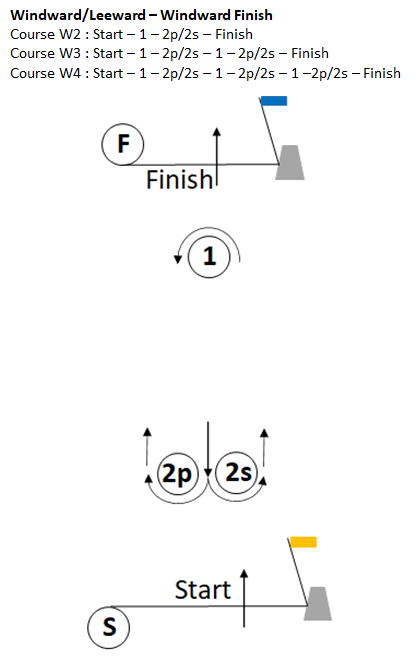 Windward/Leeward – Windward Finish
Course W2 : Start – 1 – 2p/2s – Finish
Course W3 : Start – 1 – 2p/2s – 1 – 2p/2s – Finish
Course W4 : Start – 1 – 2p/2s – 1 – 2p/2s – 1 –2p/2s – Finish
F
Finish
1
2p 2s
Start
S